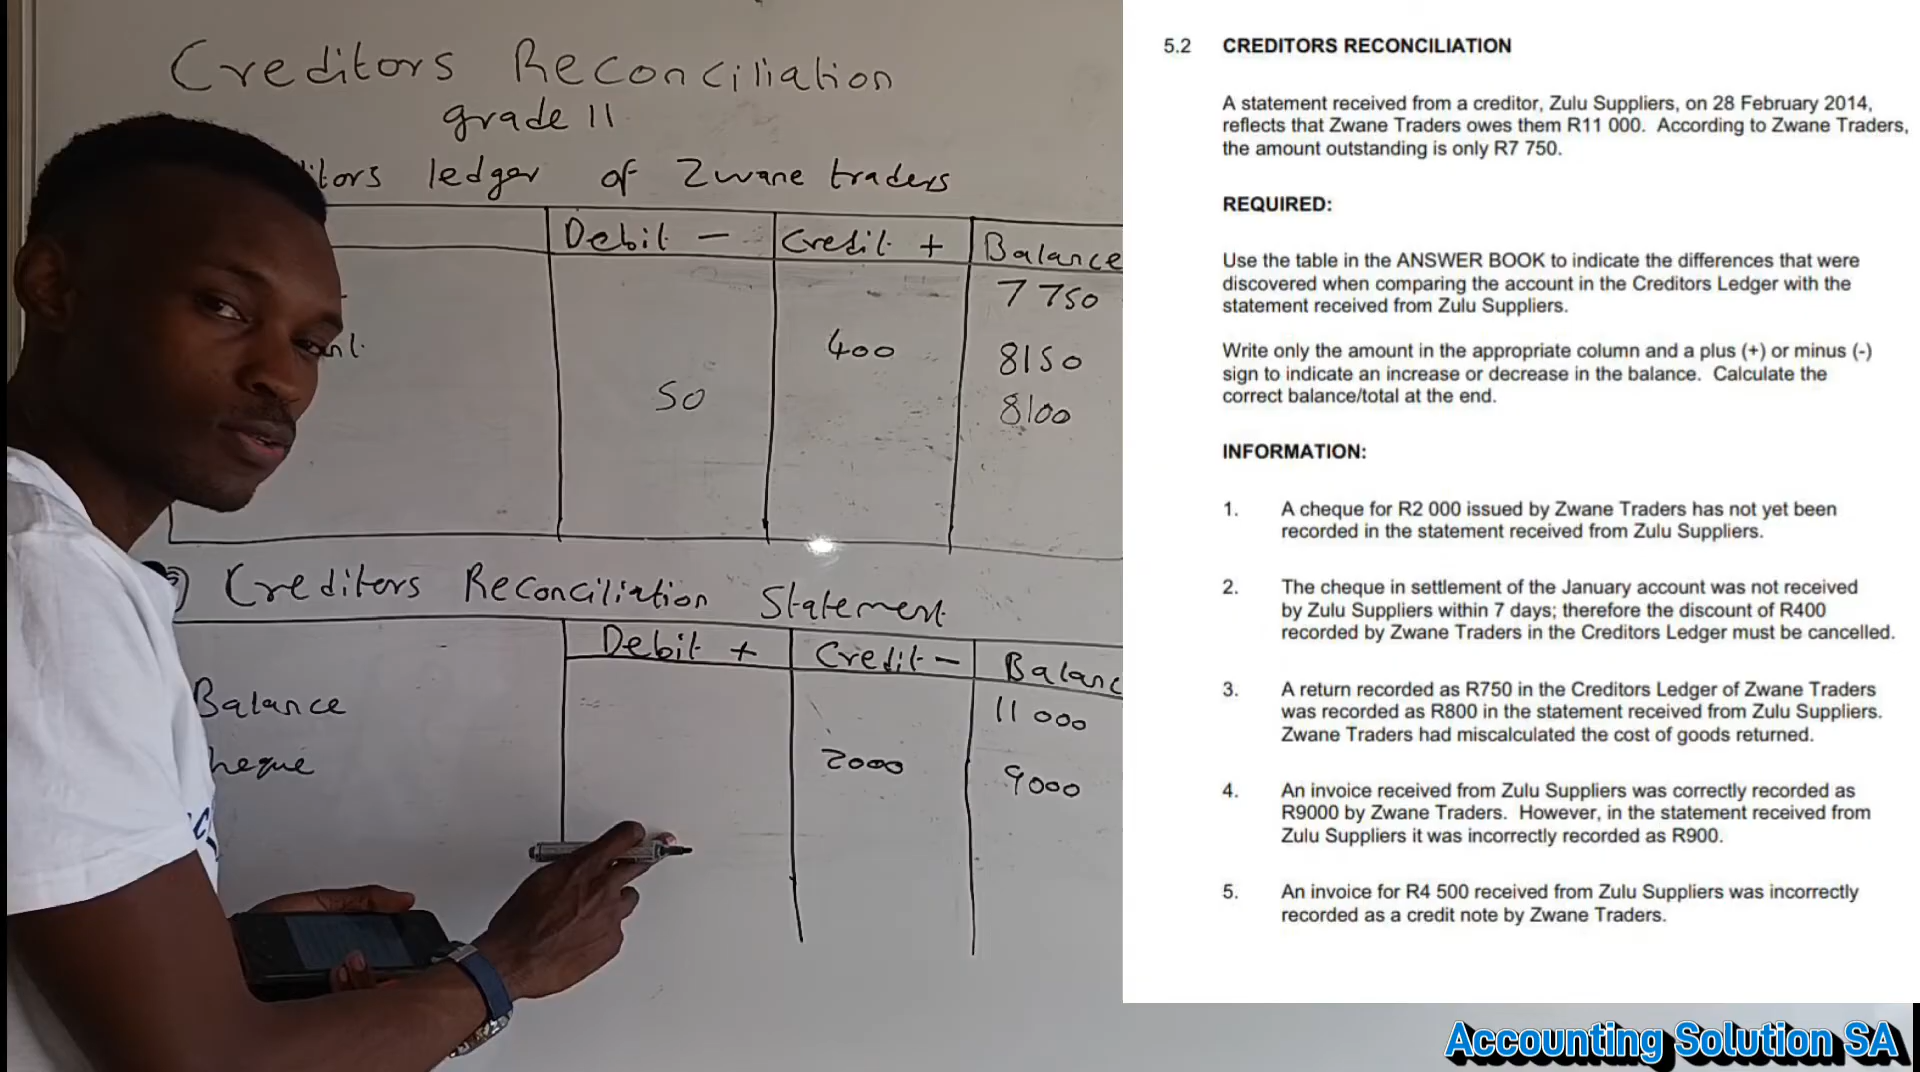 Creditors Reconciliation
grade 11
itors ledger of Zwane traders
Debit - Credit + Balance
7 750
400 8150
50 8100
Creditors Reconciliation Statement
Debit + Credit - Balanc
Balance 11 000
heque 2000 9000
5.2 CREDITORS RECONCILIATION
A statement received from a creditor, Zulu Suppliers, on 28 February 2014,
reflects that Zwane Traders owes them R11 000. According to Zwane Traders,
the amount outstanding is only R7 750.
REQUIRED:
Use the table in the ANSWER BOOK to indicate the differences that were
discovered when comparing the account in the Creditors Ledger with the
statement received from Zulu Suppliers.
Write only the amount in the appropriate column and a plus (+) or minus (-)
sign to indicate an increase or decrease in the balance. Calculate the
correct balance/total at the end.
INFORMATION:
1. A cheque for R2 000 issued by Zwane Traders has not yet been
recorded in the statement received from Zulu Suppliers.
2. The cheque in settlement of the January account was not received
by Zulu Suppliers within 7 days; therefore the discount of R400
recorded by Zwane Traders in the Creditors Ledger must be cancelled.
3. A return recorded as R750 in the Creditors Ledger of Zwane Traders
was recorded as R800 in the statement received from Zulu Suppliers.
Zwane Traders had miscalculated the cost of goods returned.
4. An invoice received from Zulu Suppliers was correctly recorded as
R9000 by Zwane Traders. However, in the statement received from
Zulu Suppliers it was incorrectly recorded as R900.
5. An invoice for R4 500 received from Zulu Suppliers was incorrectly
recorded as a credit note by Zwane Traders.
Accounting Solution SA